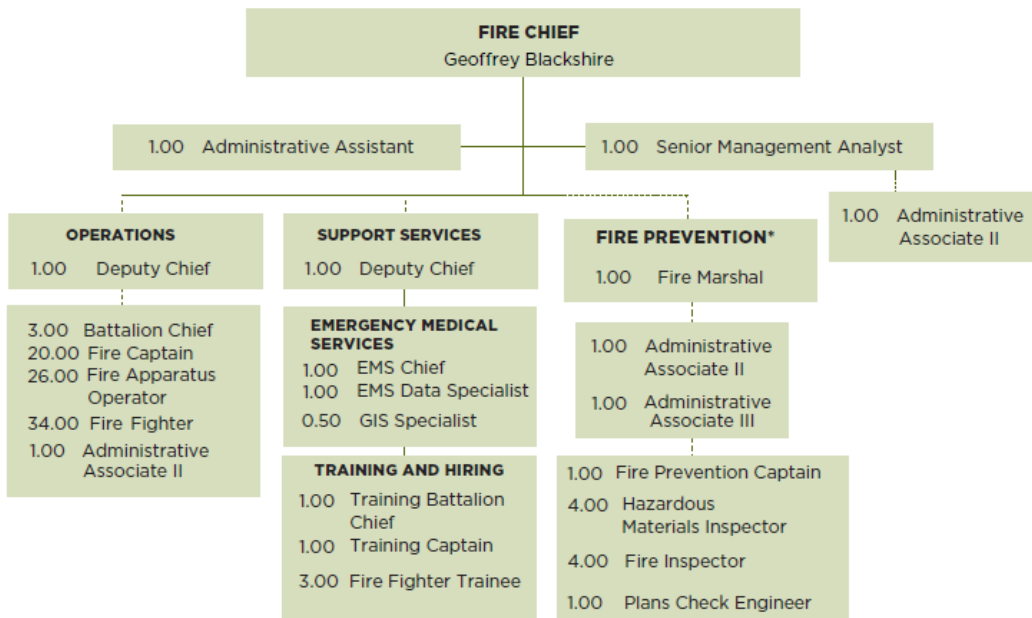 FIRE CHIEF
Geoffrey Blackshire
1.00 Administrative Assistant
1.00 Senior Management Analyst
1.00 Administrative
Associate II
OPERATIONS
1.00 Deputy Chief
3.00 Battalion Chief
20.00 Fire Captain
26.00 Fire Apparatus
Operator
34.00 Fire Fighter
1.00 Administrative
Associate II
SUPPORT SERVICES
1.00 Deputy Chief
EMERGENCY MEDICAL
SERVICES
1.00 EMS Chief
1.00 EMS Data Specialist
0.50 GIS Specialist
TRAINING AND HIRING
1.00 Training Battalion
Chief
1.00 Training Captain
3.00 Fire Fighter Trainee
FIRE PREVENTION*
1.00 Fire Marshal
1.00 Administrative
Associate II
1.00 Administrative
Associate III
1.00 Fire Prevention Captain
4.00 Hazardous
Materials Inspector
4.00 Fire Inspector
1.00 Plans Check Engineer